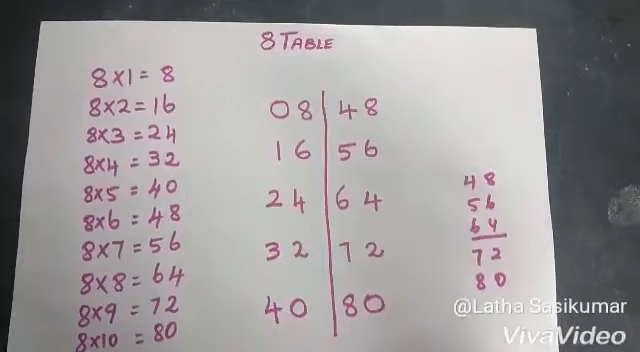 8 TABLE
8x1 = 8
8x2 = 16
8x3 = 24
8x4 = 32
8x5 = 40
8x6 = 48
8x7 = 56
8x8 = 64
8x9 = 72
8x10 = 80
08 | 48
16 | 56
24 | 64
32 | 72
40 | 80
48
56
64
72
80
@Latha Sasikumar
VivaVideo